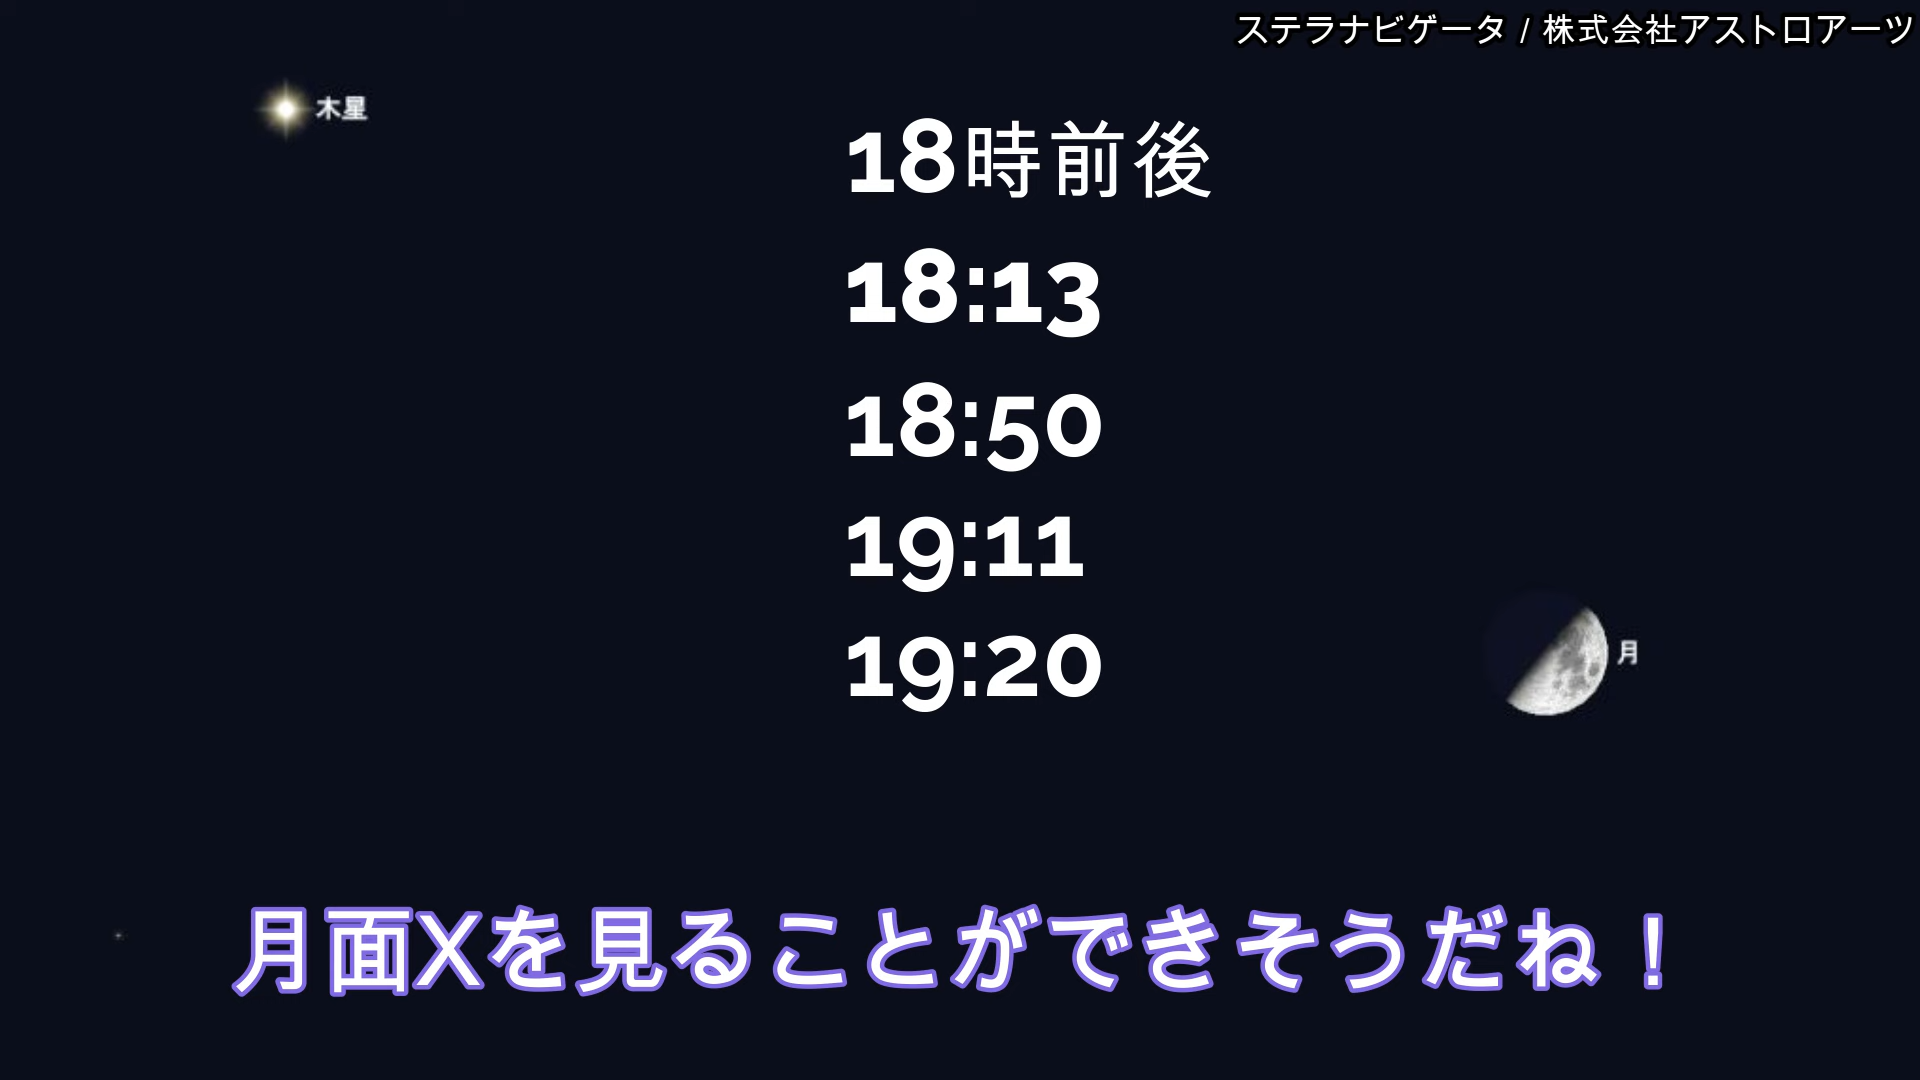 ステラナビゲータ / 株式会社アストロアーツ
木星
18時前後
18:13
18:50
19:11
19:20
月
月面Xを見ることができそうだね！